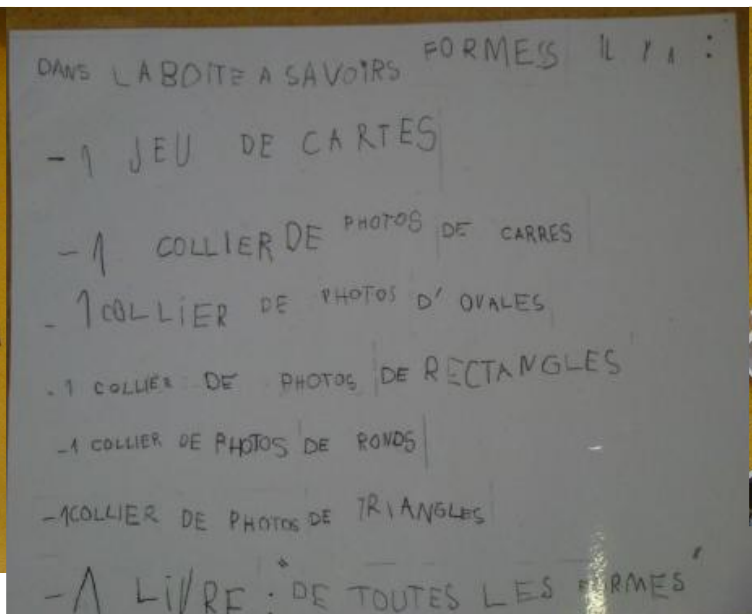 DANS LA BOITE A SAVOIRS FORMESS IL Y A :
- 1 JEU DE CARTES
- 1 COLLIER DE PHOTOS DE CARRES
- 1 COLLIER DE PHOTOS D' OVALES
- 1 COLLIER DE PHOTOS DE RECTANGLES
- 1 COLLIER DE PHOTOS DE RONDS
- 1 COLLIER DE PHOTOS DE TRIANGLES
- 1 LIVRE : " DE TOUTES LES FORMES "